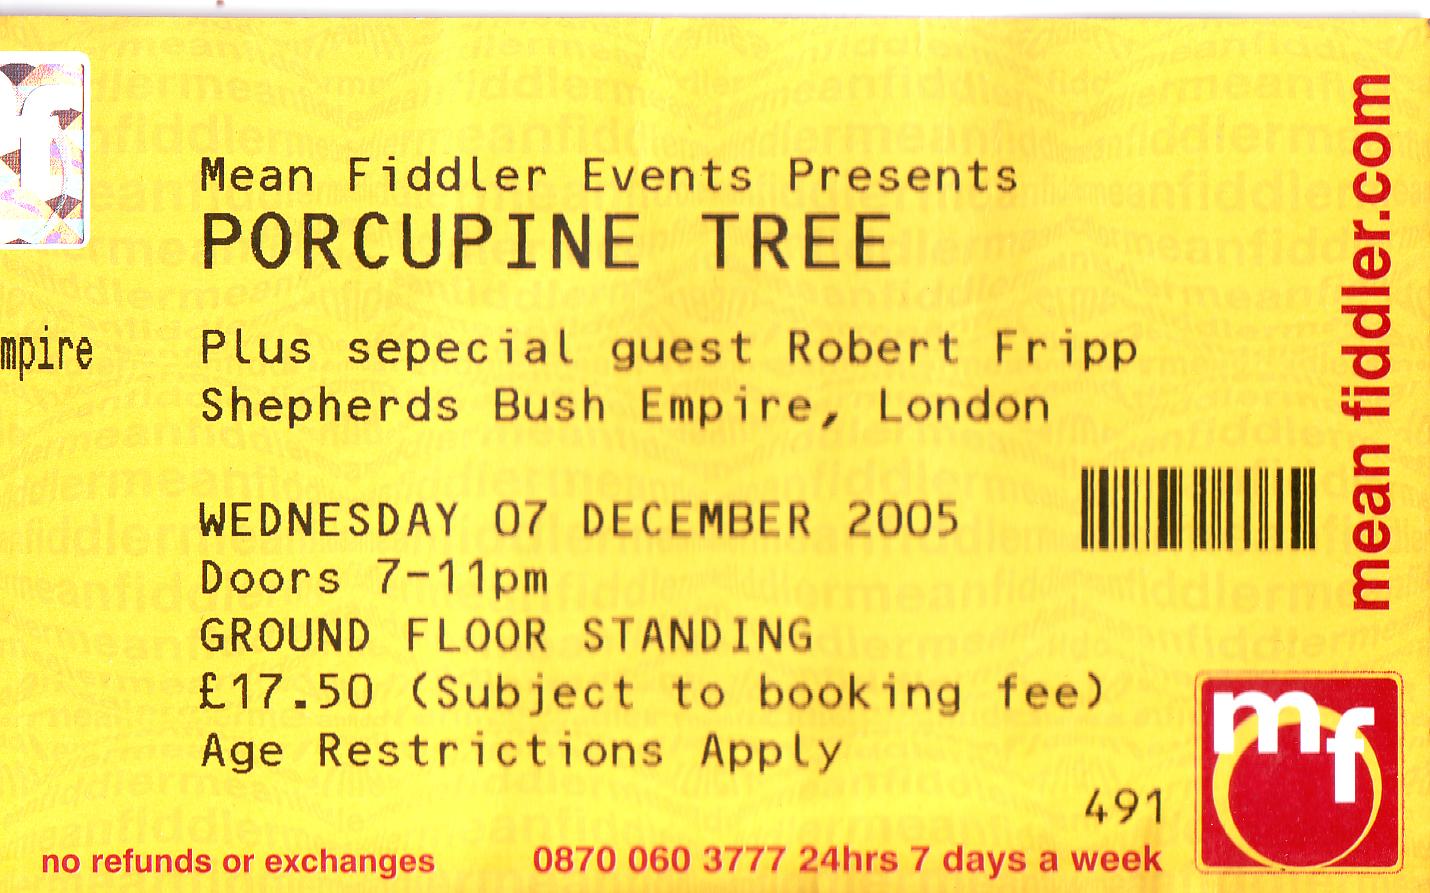 Mean Fiddler Events Presents
PORCUPINE TREE
mpire
Plus sepecial guest Robert Fripp
Shepherds Bush Empire, London
WEDNESDAY 07 DECEMBER 2005
Doors 7-11pm
GROUND FLOOR STANDING
£17.50 (Subject to booking fee)
Age Restrictions Apply
491
no refunds or exchanges
0870 060 3777 24hrs 7 days a week
mean fiddler.com
mf
f